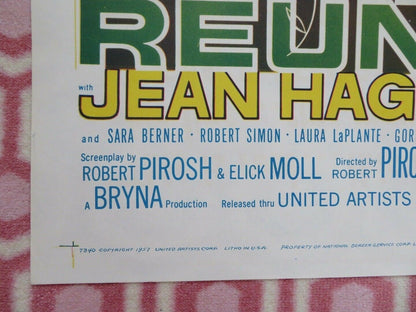 REUN
with
JEAN HAG
and SARA BERNER · ROBERT SIMON · LAURA LaPLANTE · GOR
Screenplay by
ROBERT PIROSH & ELICK MOLL
Directed by
ROBERT PIRO
A BRYNA Production Released thru UNITED ARTISTS
7390 COPYRIGHT 1957 UNITED ARTISTS CORP. LITHO IN U.S.A. PROPERTY OF NATIONAL SCREEN SERVICE CORP. L